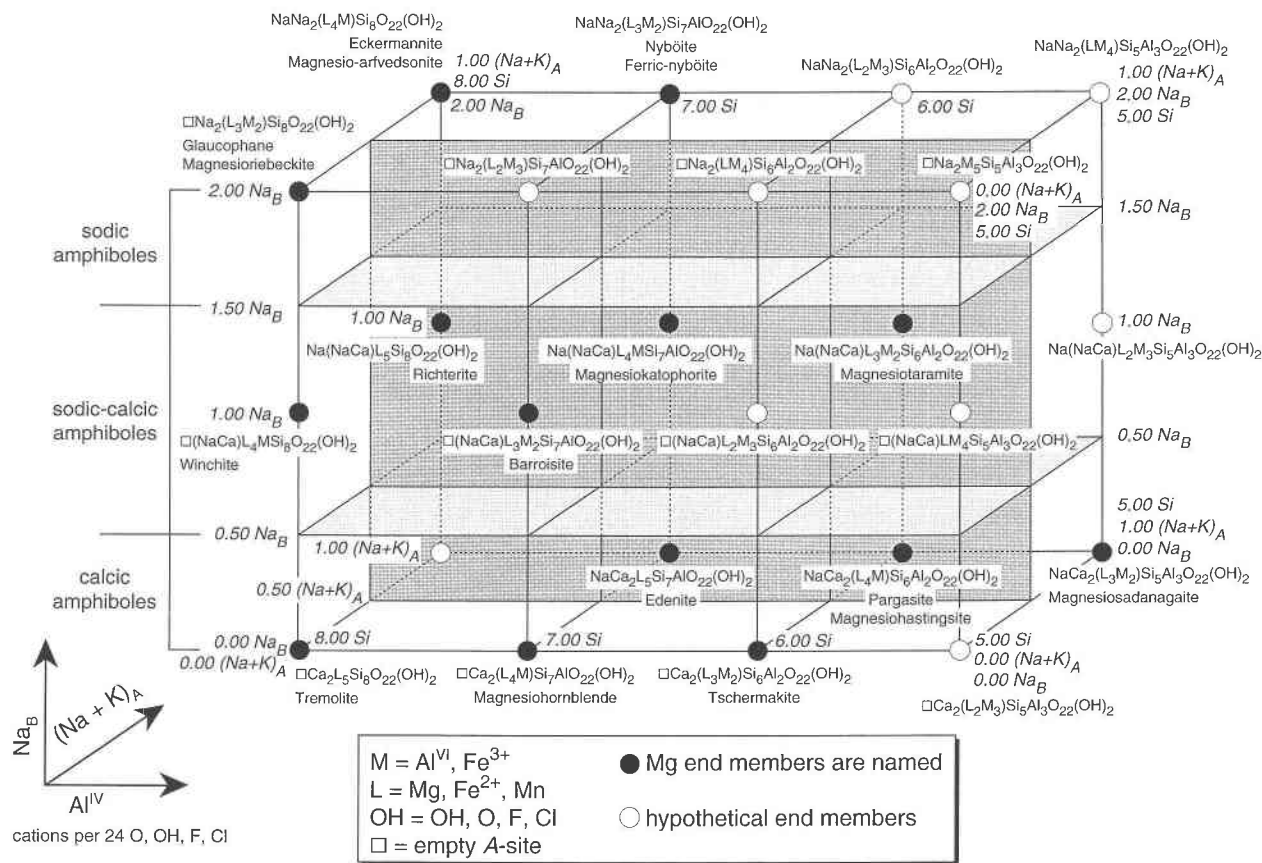 NaNa₂(L₄M)Si₈O₂₂(OH)₂
Eckermannite
Magnesio-arfvedsonite
1.00 (Na+K)A
8.00 Si
2.00 NaB
NaNa₂(L₃M₂)Si₇AlO₂₂(OH)₂
Nyböite
Ferric-nyböite
7.00 Si
NaNa₂(L₂M₃)Si₆Al₂O₂₂(OH)₂
6.00 Si
NaNa₂(LM₄)Si₅Al₃O₂₂(OH)₂
1.00 (Na+K)A
2.00 NaB
5.00 Si
□Na₂(L₃M₂)Si₈O₂₂(OH)₂
Glaucophane
Magnesioriebeckite
2.00 NaB
□Na₂(L₂M₃)Si₇AlO₂₂(OH)₂
□Na₂(LM₄)Si₆Al₂O₂₂(OH)₂
□Na₂M₅Si₅Al₃O₂₂(OH)₂
0.00 (Na+K)A
2.00 NaB
5.00 Si
1.50 NaB
sodic
amphiboles
1.50 NaB
1.00 NaB
1.00 NaB
Na(NaCa)L₅Si₈O₂₂(OH)₂
Richterite
Na(NaCa)L₄MSi₇AlO₂₂(OH)₂
Magnesiokatophorite
Na(NaCa)L₃M₂Si₆Al₂O₂₂(OH)₂
Magnesiotaramite
Na(NaCa)L₂M₃Si₅Al₃O₂₂(OH)₂
sodic-calcic
amphiboles
1.00 NaB
□(NaCa)L₄MSi₈O₂₂(OH)₂
Winchite
□(NaCa)L₃M₂Si₇AlO₂₂(OH)₂
Barroisite
□(NaCa)L₂M₃Si₆Al₂O₂₂(OH)₂
□(NaCa)LM₄Si₅Al₃O₂₂(OH)₂
0.50 NaB
0.50 NaB
1.00 (Na+K)A
5.00 Si
1.00 (Na+K)A
0.00 NaB
calcic
amphiboles
0.50 (Na+K)A
NaCa₂L₅Si₇AlO₂₂(OH)₂
Edenite
NaCa₂(L₄M)Si₆Al₂O₂₂(OH)₂
Pargasite
Magnesiohastingsite
NaCa₂(L₃M₂)Si₅Al₃O₂₂(OH)₂
Magnesiosadanagaite
0.00 NaB
0.00 (Na+K)A
8.00 Si
7.00 Si
6.00 Si
5.00 Si
0.00 (Na+K)A
0.00 NaB
□Ca₂L₅Si₈O₂₂(OH)₂
Tremolite
□Ca₂(L₄M)Si₇AlO₂₂(OH)₂
Magnesiohornblende
□Ca₂(L₃M₂)Si₆Al₂O₂₂(OH)₂
Tschermakite
□Ca₂(L₂M₃)Si₅Al₃O₂₂(OH)₂
NaB
(Na + K)A
Al^IV
cations per 24 O, OH, F, Cl
M = Al^VI, Fe³⁺
L = Mg, Fe²⁺, Mn
OH = OH, O, F, Cl
□ = empty A-site
Mg end members are named
hypothetical end members